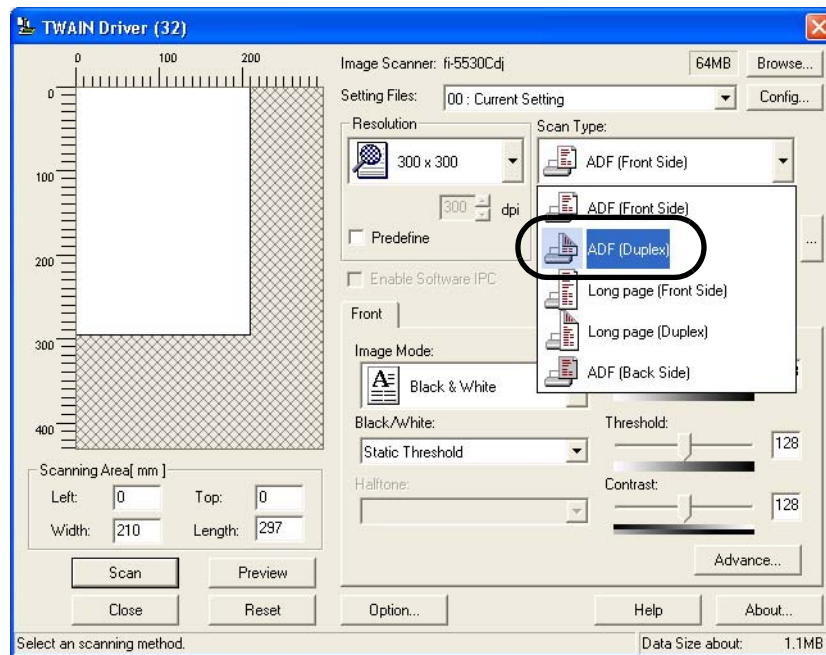 TWAIN Driver (32)
0 100 200
0
100
200
300
400
Scanning Area[ mm ]
Left: 0 Top: 0
Width: 210 Length: 297
Scan Preview
Close Reset
Image Scanner: fi-5530Cdj 64MB Browse...
Setting Files: 00 : Current Setting Config...
Resolution
300 x 300
300 dpi
Predefine
Enable Software IPC
Scan Type:
ADF (Front Side)
ADF (Front Side)
ADF (Duplex)
Long page (Front Side)
Long page (Duplex)
ADF (Back Side)
...
Front
Image Mode:
Black & White
Black/White:
Static Threshold
Halftone:
Threshold:
128
Contrast:
128
Advance...
Option... Help About...
Select an scanning method. Data Size about: 1.1MB